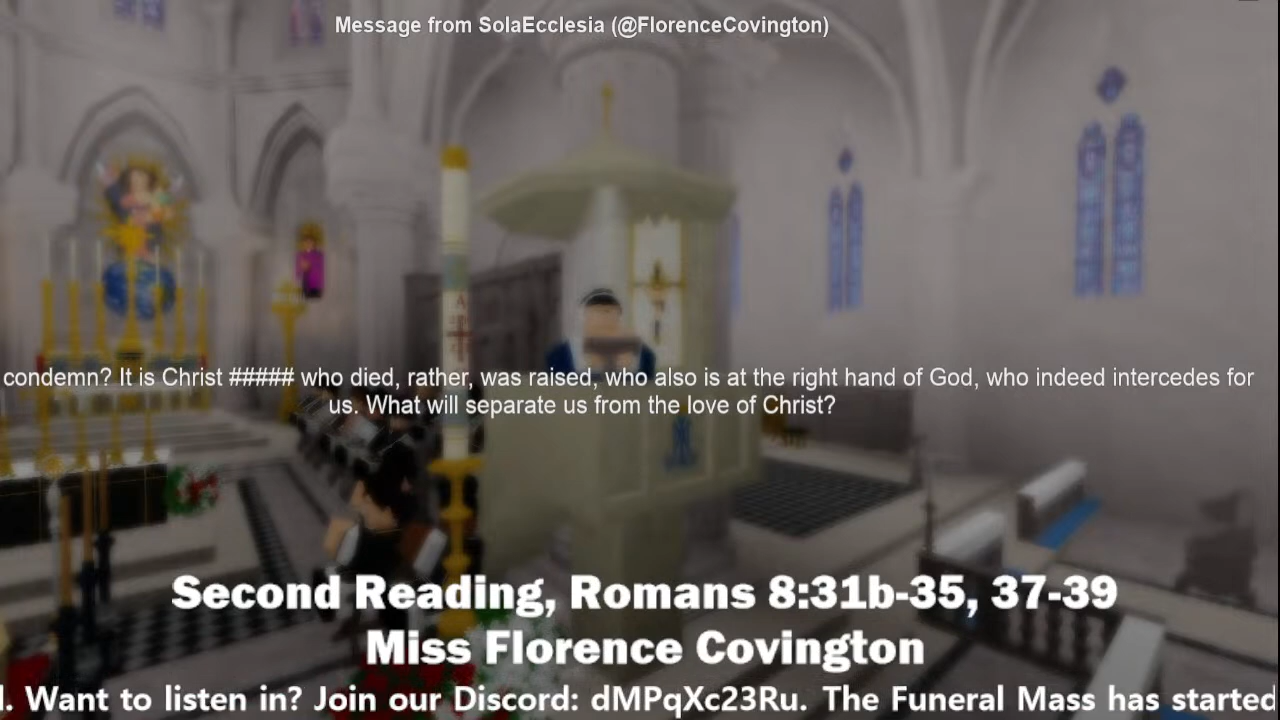 Message from SolaEcclesia (@FlorenceCovington)
condemn? It is Christ ##### who died, rather, was raised, who also is at the right hand of God, who indeed intercedes for
us. What will separate us from the love of Christ?
Second Reading, Romans 8:31b-35, 37-39
Miss Florence Covington
l. Want to listen in? Join our Discord: dMPqXc23Ru. The Funeral Mass has started